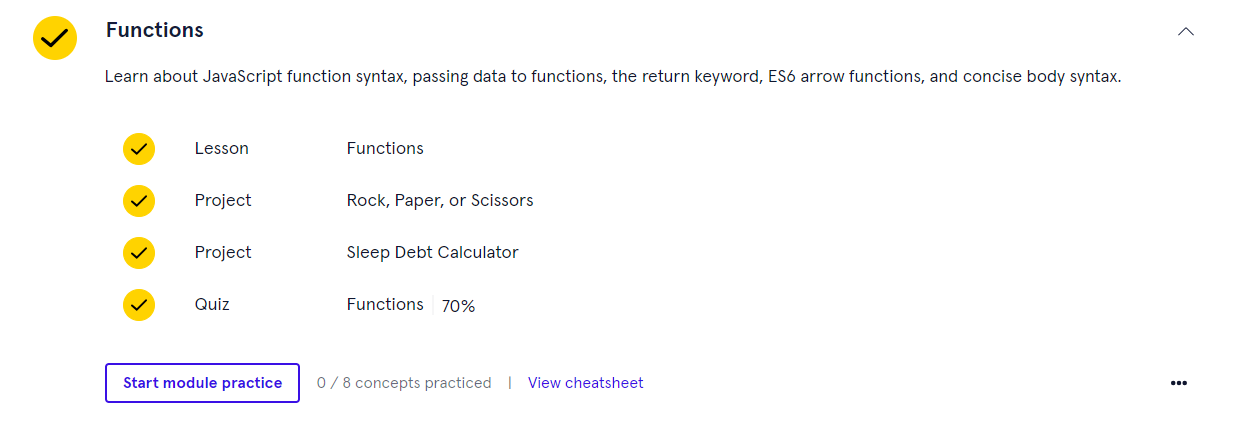 Functions
Learn about JavaScript function syntax, passing data to functions, the return keyword, ES6 arrow functions, and concise body syntax.
Lesson Functions
Project Rock, Paper, or Scissors
Project Sleep Debt Calculator
Quiz Functions 70%
Start module practice 0 / 8 concepts practiced | View cheatsheet